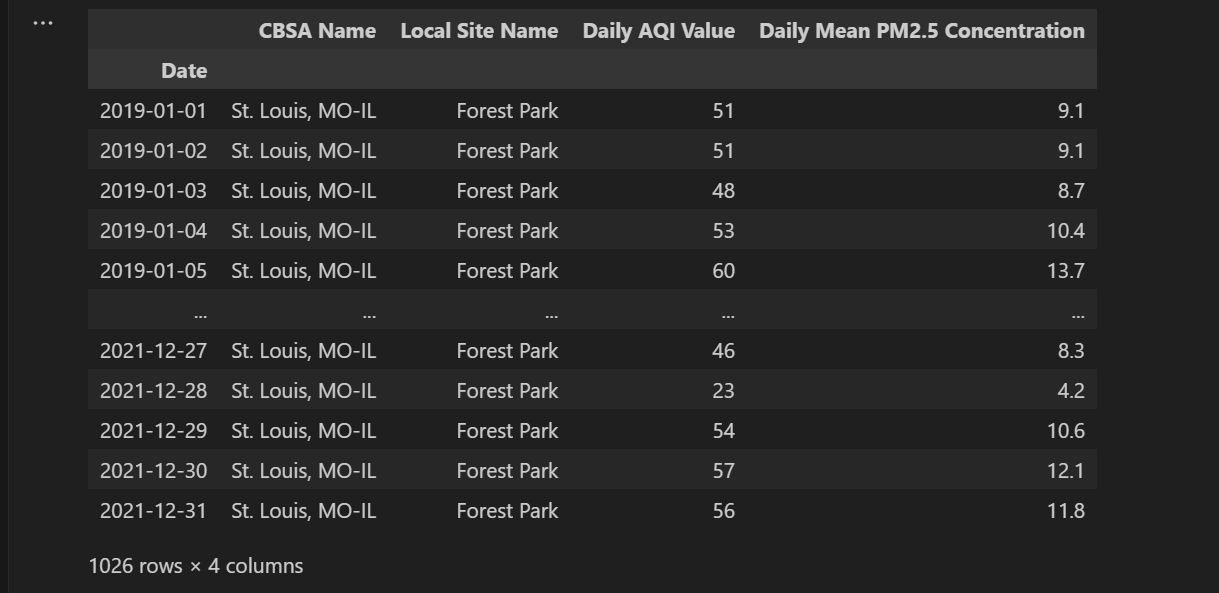 ...
CBSA Name Local Site Name Daily AQI Value Daily Mean PM2.5 Concentration
Date
2019-01-01 St. Louis, MO-IL Forest Park 51 9.1
2019-01-02 St. Louis, MO-IL Forest Park 51 9.1
2019-01-03 St. Louis, MO-IL Forest Park 48 8.7
2019-01-04 St. Louis, MO-IL Forest Park 53 10.4
2019-01-05 St. Louis, MO-IL Forest Park 60 13.7
... ... ... ... ...
2021-12-27 St. Louis, MO-IL Forest Park 46 8.3
2021-12-28 St. Louis, MO-IL Forest Park 23 4.2
2021-12-29 St. Louis, MO-IL Forest Park 54 10.6
2021-12-30 St. Louis, MO-IL Forest Park 57 12.1
2021-12-31 St. Louis, MO-IL Forest Park 56 11.8
1026 rows × 4 columns